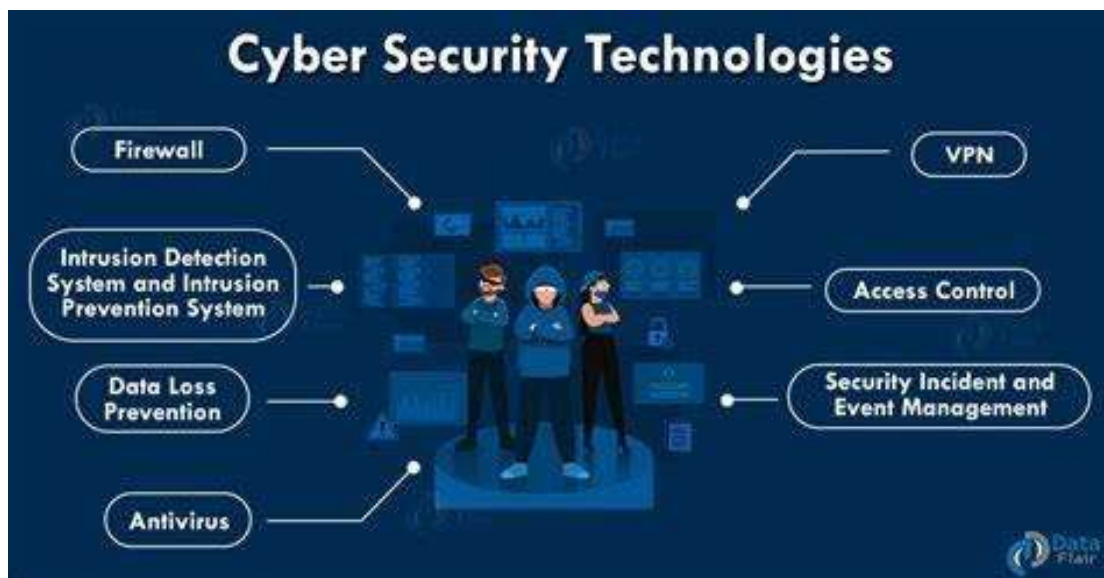 Cyber Security Technologies
Firewall
VPN
Intrusion Detection
System and Intrusion
Prevention System
Access Control
Data Loss
Prevention
Security Incident and
Event Management
Antivirus
Data
Flair